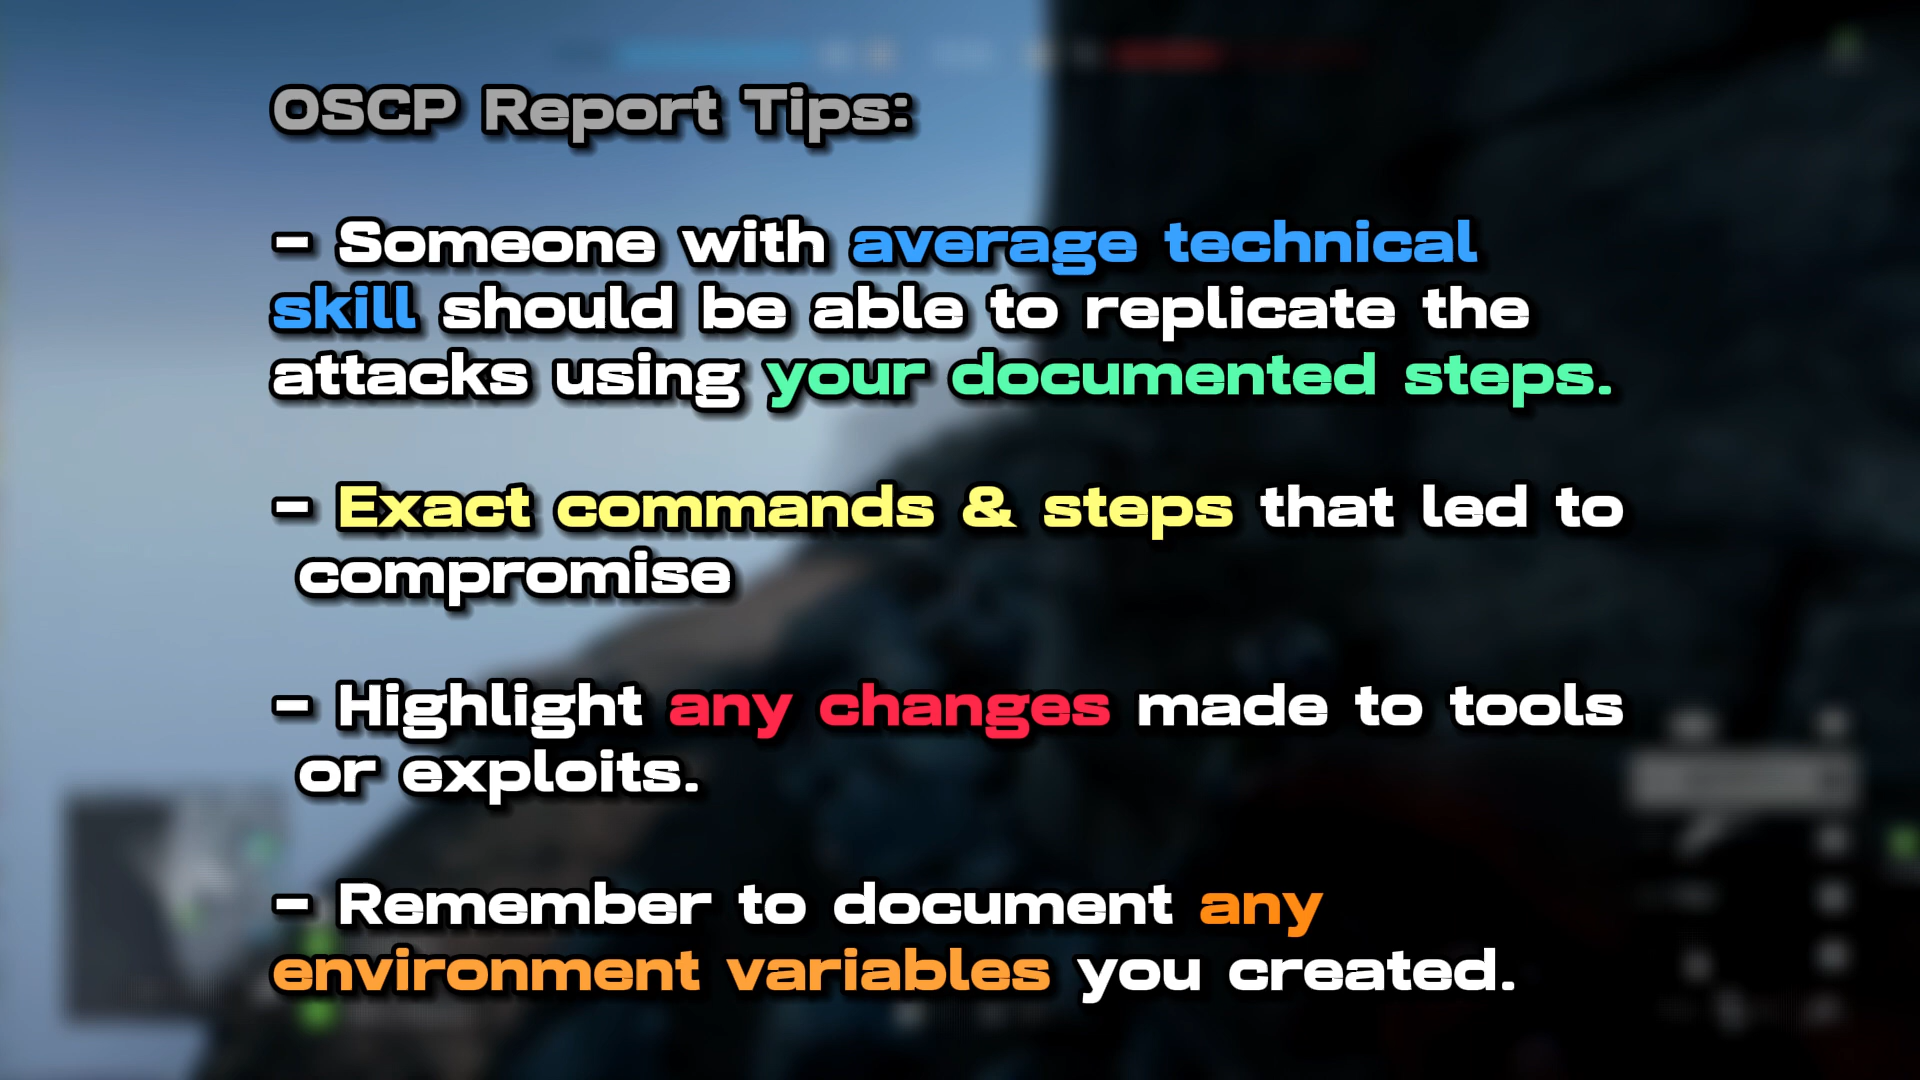 OSCP Report Tips:
- Someone with average technical
skill should be able to replicate the
attacks using your documented steps.
- Exact commands & steps that led to
compromise
- Highlight any changes made to tools
or exploits.
- Remember to document any
environment variables you created.